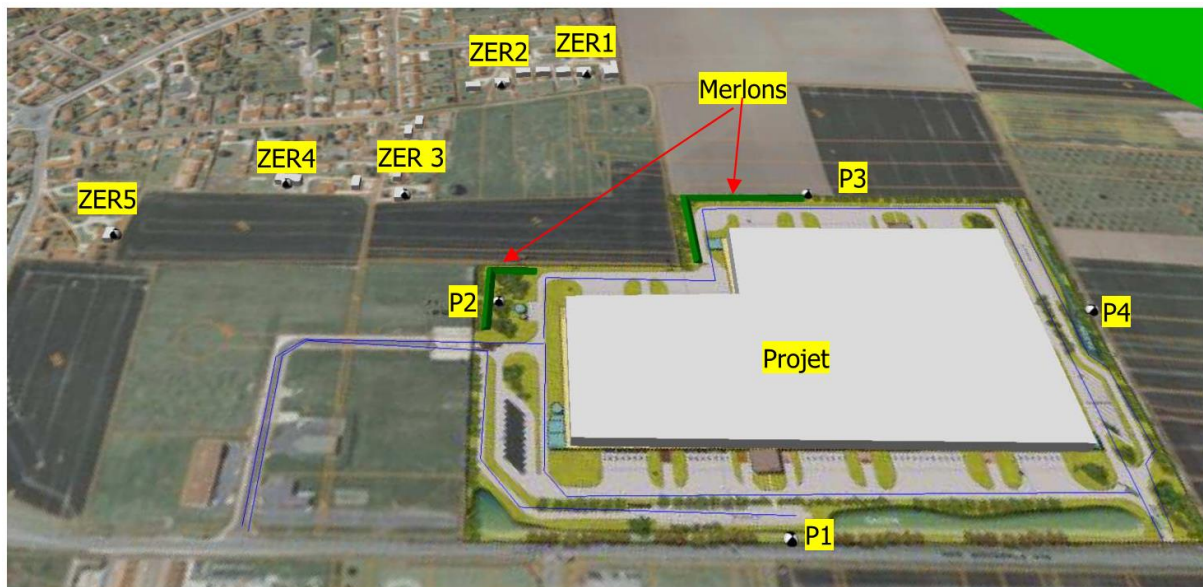 ZER2
ZER1
Merlons
ZER4
ZER 3
P3
ZER5
P2
P4
Projet
P1